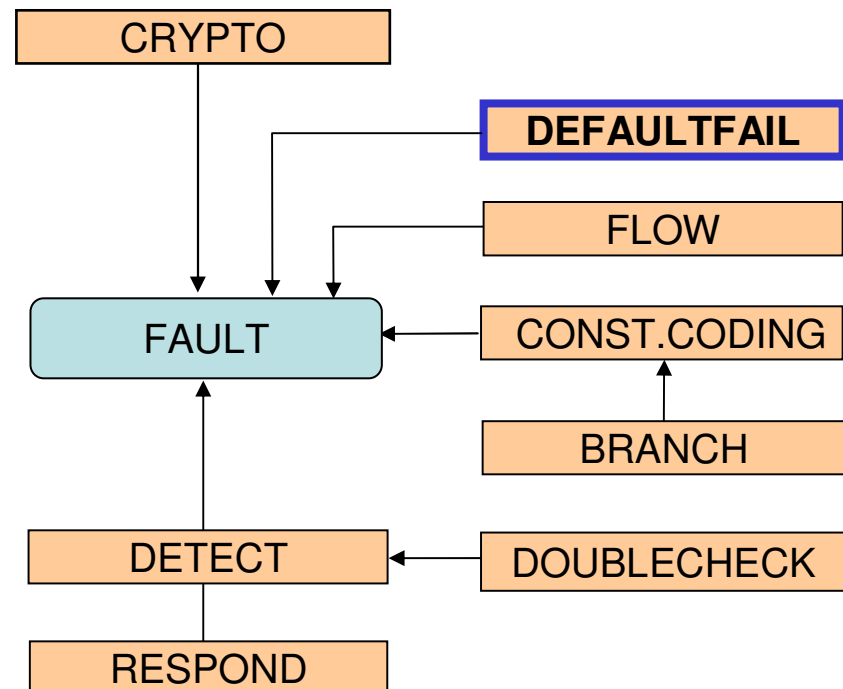 CRYPTO
DEFAULTFAIL
FLOW
FAULT
CONST.CODING
BRANCH
DETECT
DOUBLECHECK
RESPOND